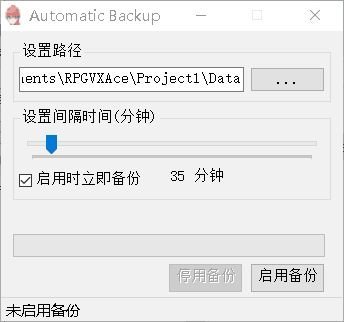 Automatic Backup
设置路径
ents\RPGVXAce\Project1\Data
...
设置间隔时间(分钟)
启用时立即备份
35 分钟
停用备份
启用备份
未启用备份